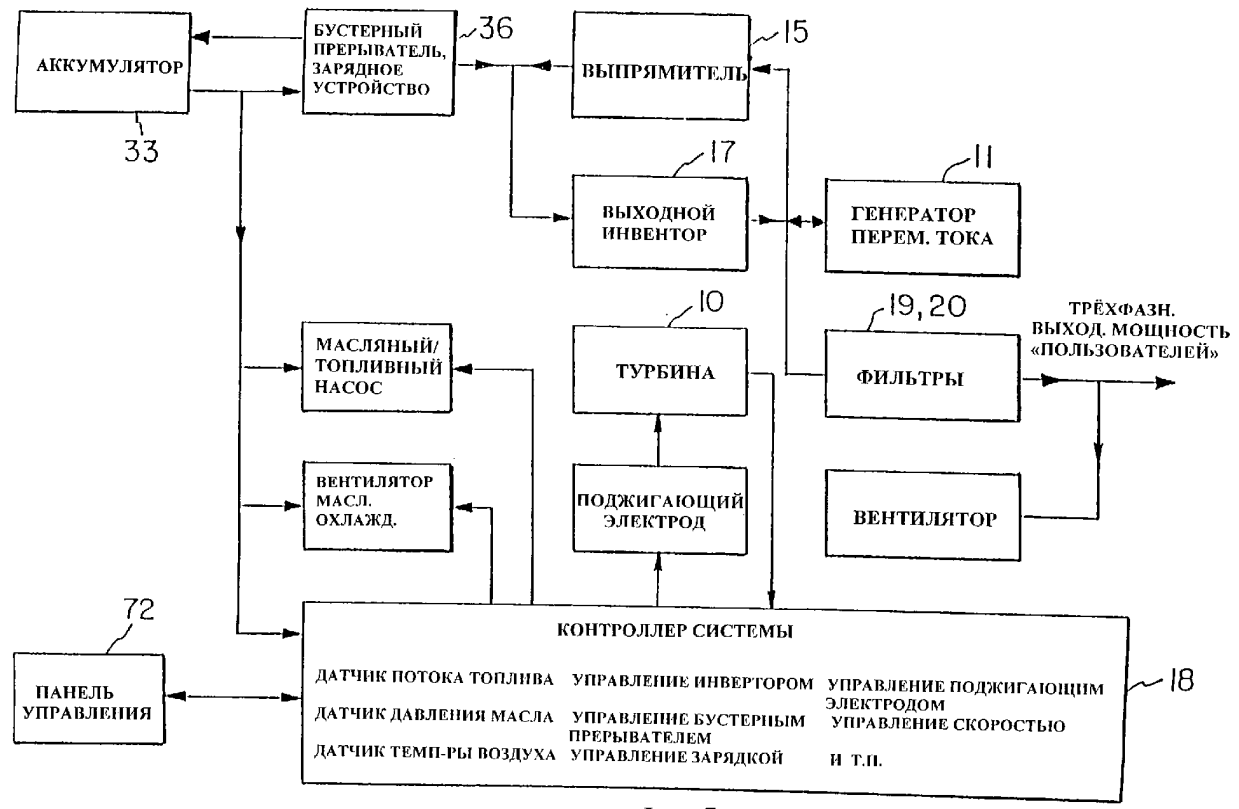 АККУМУЛЯТОР
33
БУСТЕРНЫЙ
ПРЕРЫВАТЕЛЬ,
ЗАРЯДНОЕ
УСТРОЙСТВО
36
ВЫПРЯМИТЕЛЬ
15
ВЫХОДНОЙ
ИНВЕНТОР
17
ГЕНЕРАТОР
ПЕРЕМ. ТОКА
11
МАСЛЯНЫЙ/
ТОПЛИВНЫЙ
НАСОС
ТУРБИНА
10
ФИЛЬТРЫ
19, 20
ТРЁХФАЗН.
ВЫХОД. МОЩНОСТЬ
«ПОЛЬЗОВАТЕЛЕЙ»
ВЕНТИЛЯТОР
МАСЛ.
ОХЛАЖД.
ПОДЖИГАЮЩИЙ
ЭЛЕКТРОД
ВЕНТИЛЯТОР
72
ПАНЕЛЬ
УПРАВЛЕНИЯ
КОНТРОЛЛЕР СИСТЕМЫ
18
ДАТЧИК ПОТОКА ТОПЛИВА
ДАТЧИК ДАВЛЕНИЯ МАСЛА
ДАТЧИК ТЕМП-РЫ ВОЗДУХА
УПРАВЛЕНИЕ ИНВЕРТОРОМ
УПРАВЛЕНИЕ БУСТЕРНЫМ
ПРЕРЫВАТЕЛЕМ
УПРАВЛЕНИЕ ЗАРЯДКОЙ
УПРАВЛЕНИЕ ПОДЖИГАЮЩИМ
ЭЛЕКТРОДОМ
УПРАВЛЕНИЕ СКОРОСТЬЮ
И Т.П.